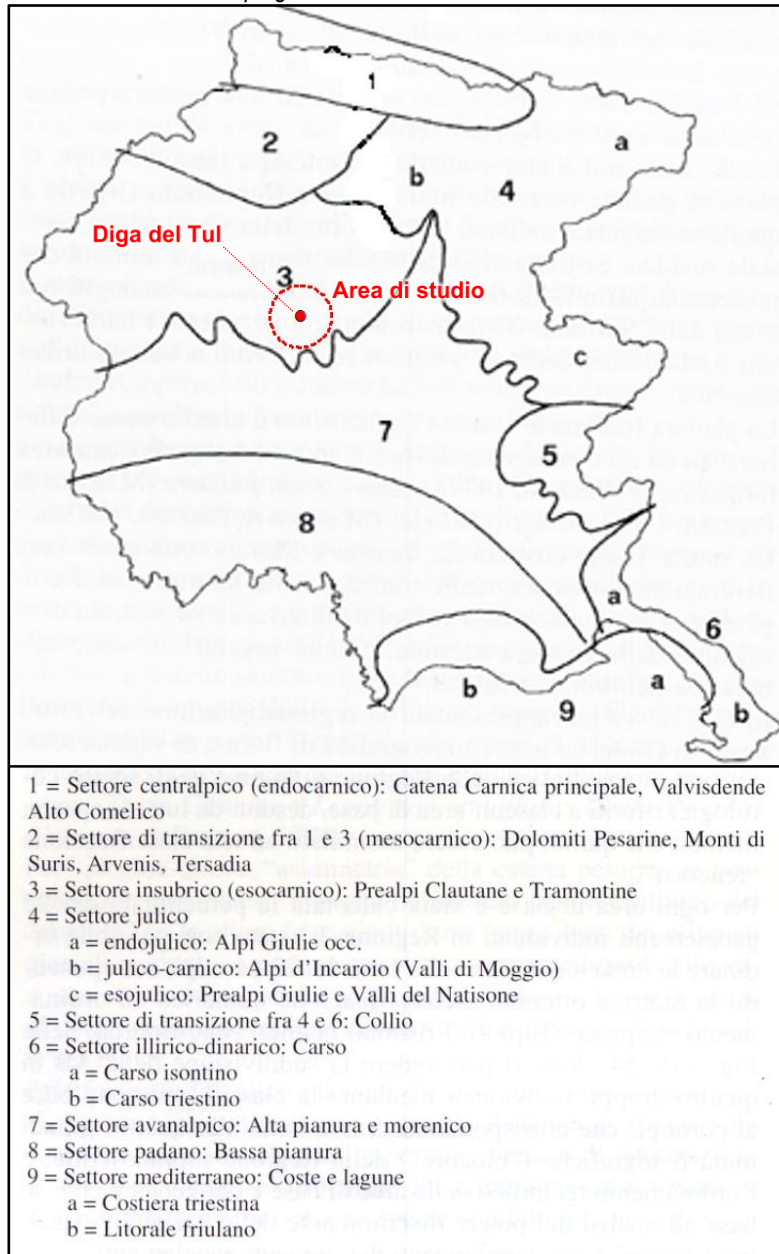 1
2
a
b
4
Diga del Tul
3
Area di studio
c
7
5
8
a
6
b
9
a
b
1 = Settore centralpico (endocarnico): Catena Carnica principale, Valvisdende
Alto Comelico
2 = Settore di transizione fra 1 e 3 (mesocarnico): Dolomiti Pesarine, Monti di
Suris, Arvenis, Tersadia
3 = Settore insubrico (esocarnico): Prealpi Clautane e Tramontine
4 = Settore julico
a = endojulico: Alpi Giulie occ.
b = julico-carnico: Alpi d'Incaroio (Valli di Moggio)
c = esojulico: Prealpi Giulie e Valli del Natisone
5 = Settore di transizione fra 4 e 6: Collio
6 = Settore illirico dinarico: Carso
a = Carso isontino
b = Carso triestino
7 = Settore avanalpico: Alta pianura e morenico
8 = Settore padano: Bassa pianura
9 = Settore mediterraneo: Coste e lagune
a = Costiera triestina
b = Litorale friulano